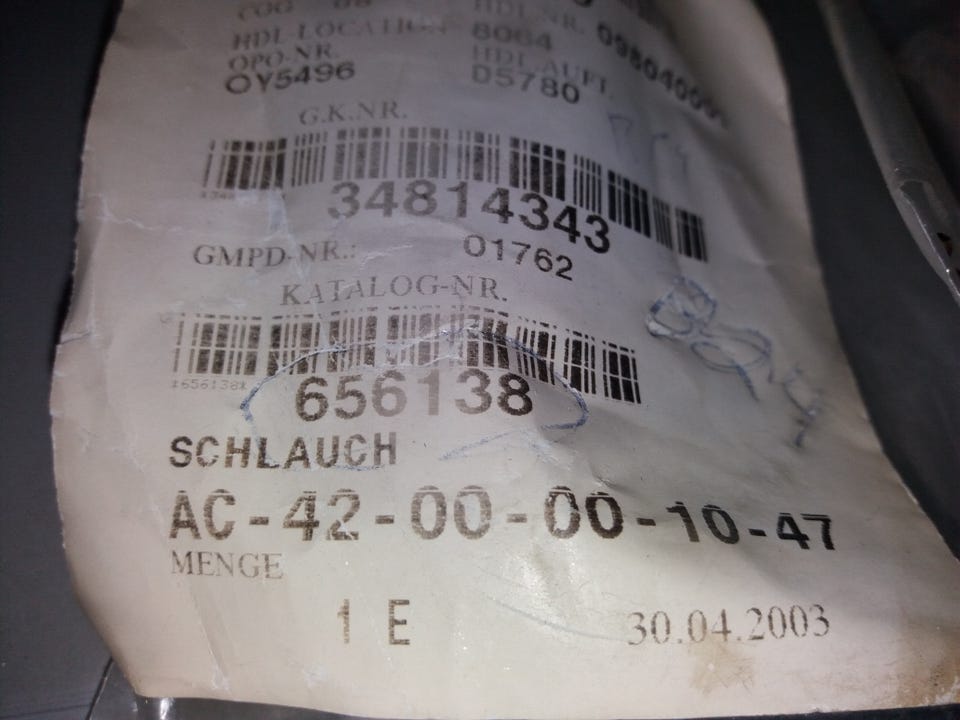 HDL-LOCATION 8064
OPO-NR. HDL.AUFT.
OY5496 D5780
G.K.NR.
34814343
GMPD-NR.: 01762
KATALOG-NR.
*656138*
656138
SCHLAUCH
AC-42-00-00-10-47
MENGE
1 E 30.04.2003